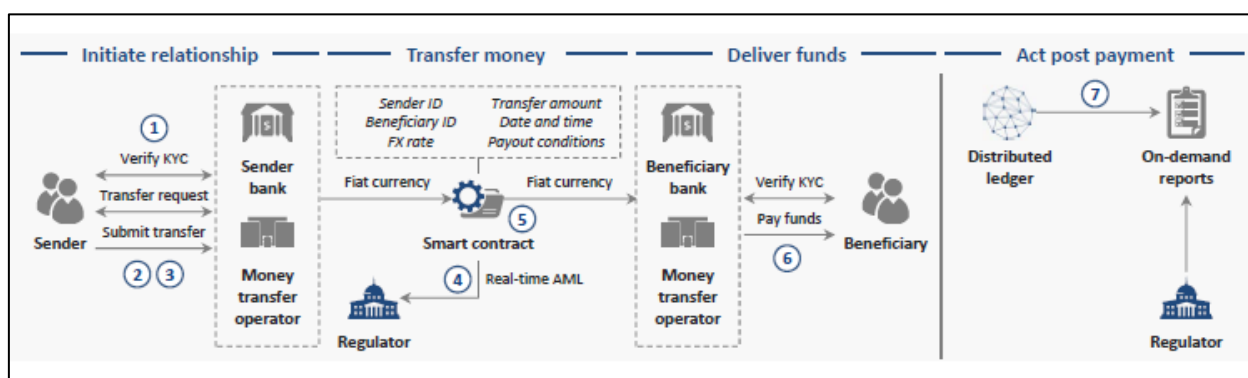 Initiate relationship
Transfer money
Deliver funds
Act post payment
1
Verify KYC
Transfer request
Submit transfer
2 3
Sender
Sender
bank
Money
transfer
operator
Sender ID
Beneficiary ID
FX rate
Transfer amount
Date and time
Payout conditions
Fiat currency
Fiat currency
5
Smart contract
4
Real-time AML
Regulator
Beneficiary
bank
Money
transfer
operator
Verify KYC
Pay funds
6
Beneficiary
7
Distributed
ledger
On-demand
reports
Regulator